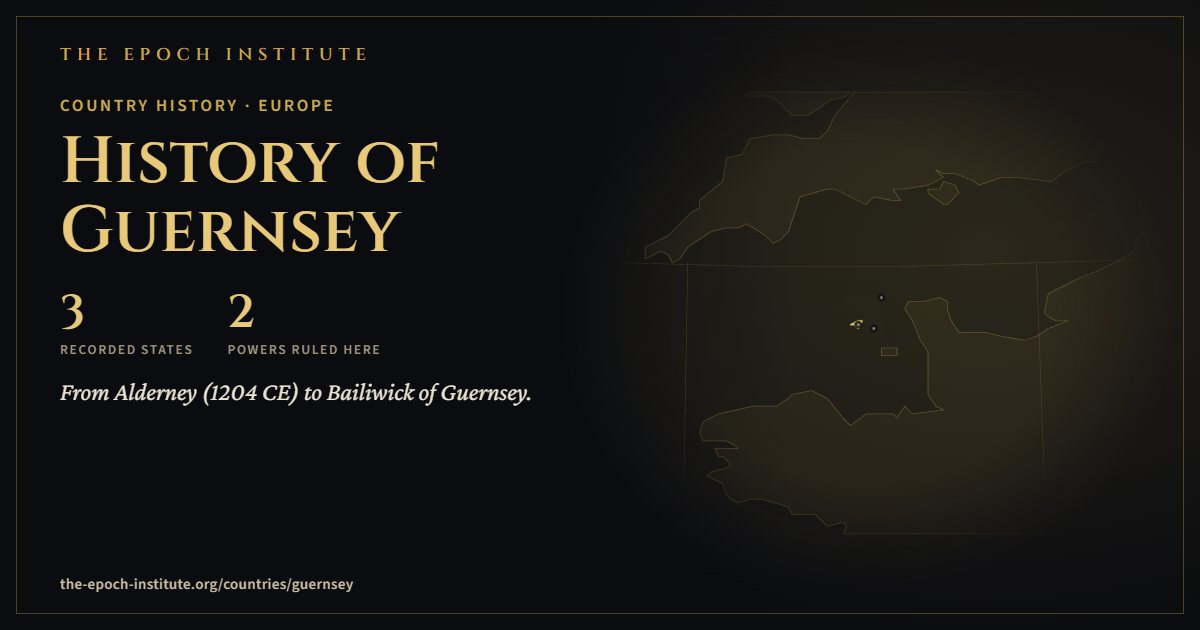 THE EPOCH INSTITUTE
COUNTRY HISTORY · EUROPE
HISTORY OF
GUERNSEY
3
RECORDED STATES
2
POWERS RULED HERE
From Alderney (1204 CE) to Bailiwick of Guernsey.
the-epoch-institute.org/countries/guernsey